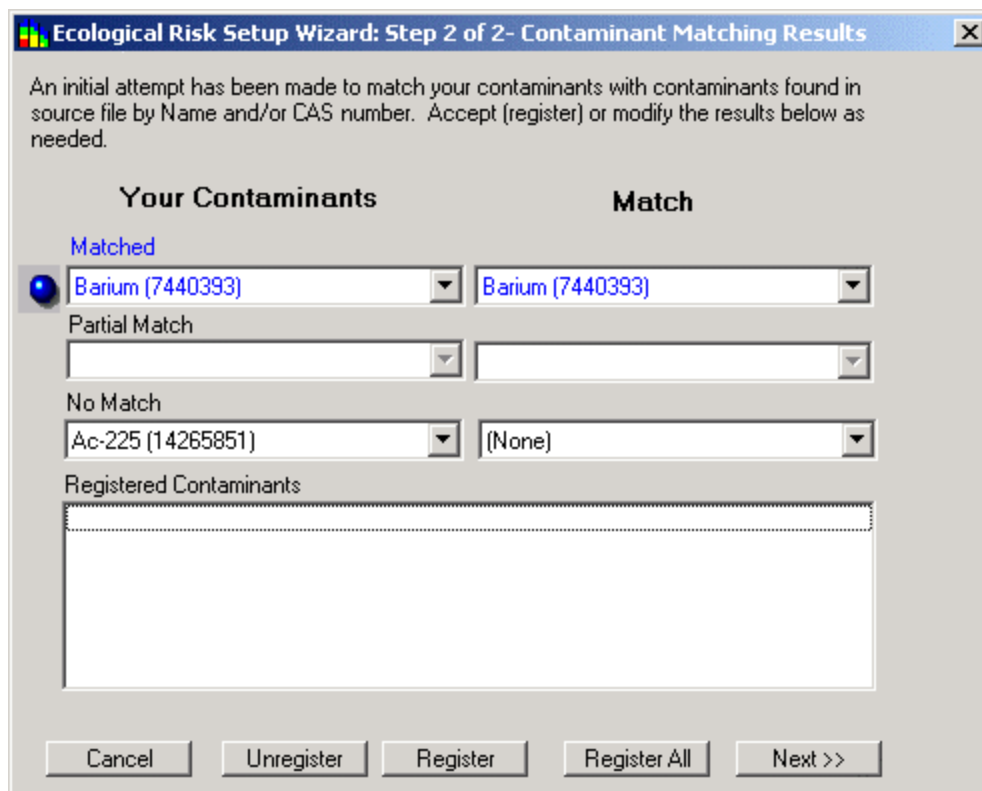 Ecological Risk Setup Wizard: Step 2 of 2- Contaminant Matching Results
An initial attempt has been made to match your contaminants with contaminants found in
source file by Name and/or CAS number.  Accept (register) or modify the results below as
needed.
Your Contaminants
Match
Matched
Barium (7440393)
Barium (7440393)
Partial Match
No Match
Ac-225 (14265851)
(None)
Registered Contaminants
Cancel
Unregister
Register
Register All
Next >>